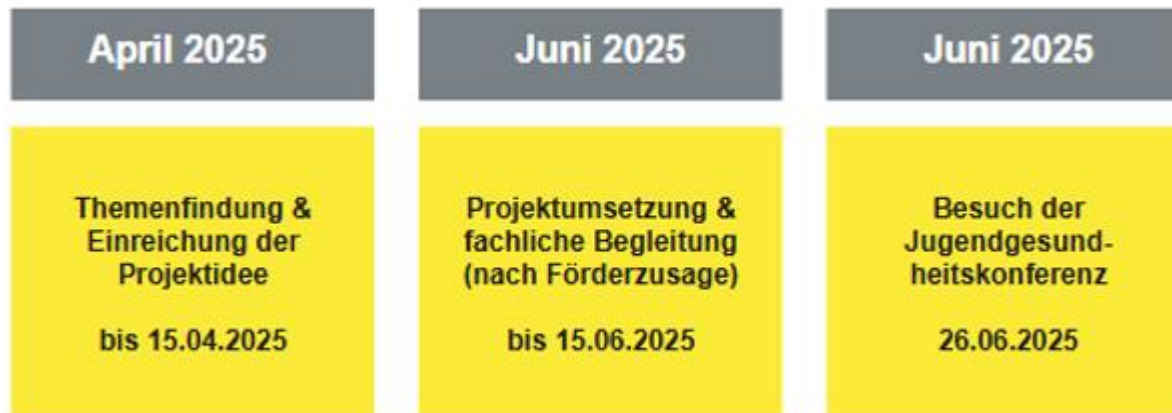 April 2025
Themenfindung &
Einreichung der
Projektidee
bis 15.04.2025
Juni 2025
Projektumsetzung &
fachliche Begleitung
(nach Förderzusage)
bis 15.06.2025
Juni 2025
Besuch der
Jugendgesund-
heitskonferenz
26.06.2025